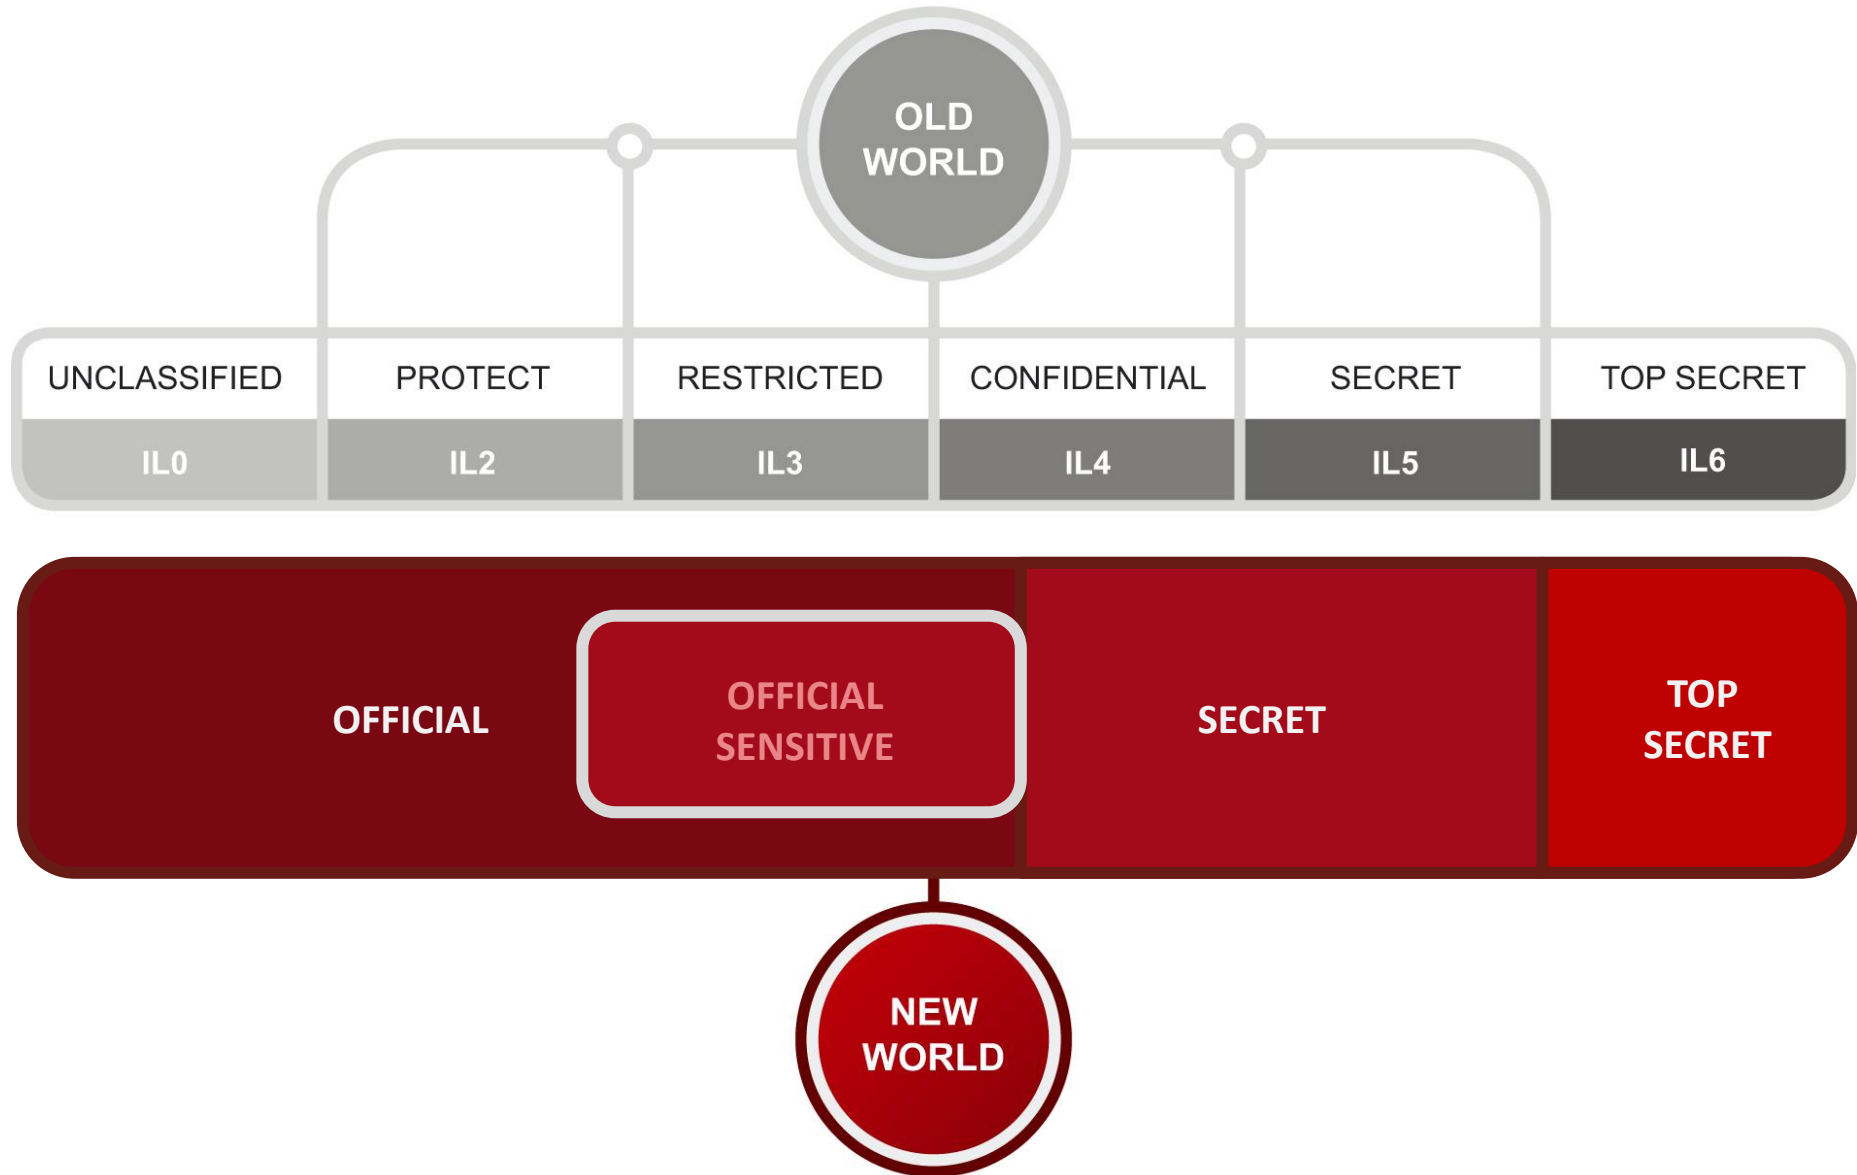 OLD
WORLD
UNCLASSIFIED PROTECT RESTRICTED CONFIDENTIAL SECRET TOP SECRET
IL0 IL2 IL3 IL4 IL5 IL6
OFFICIAL
OFFICIAL
SENSITIVE
SECRET
TOP
SECRET
NEW
WORLD